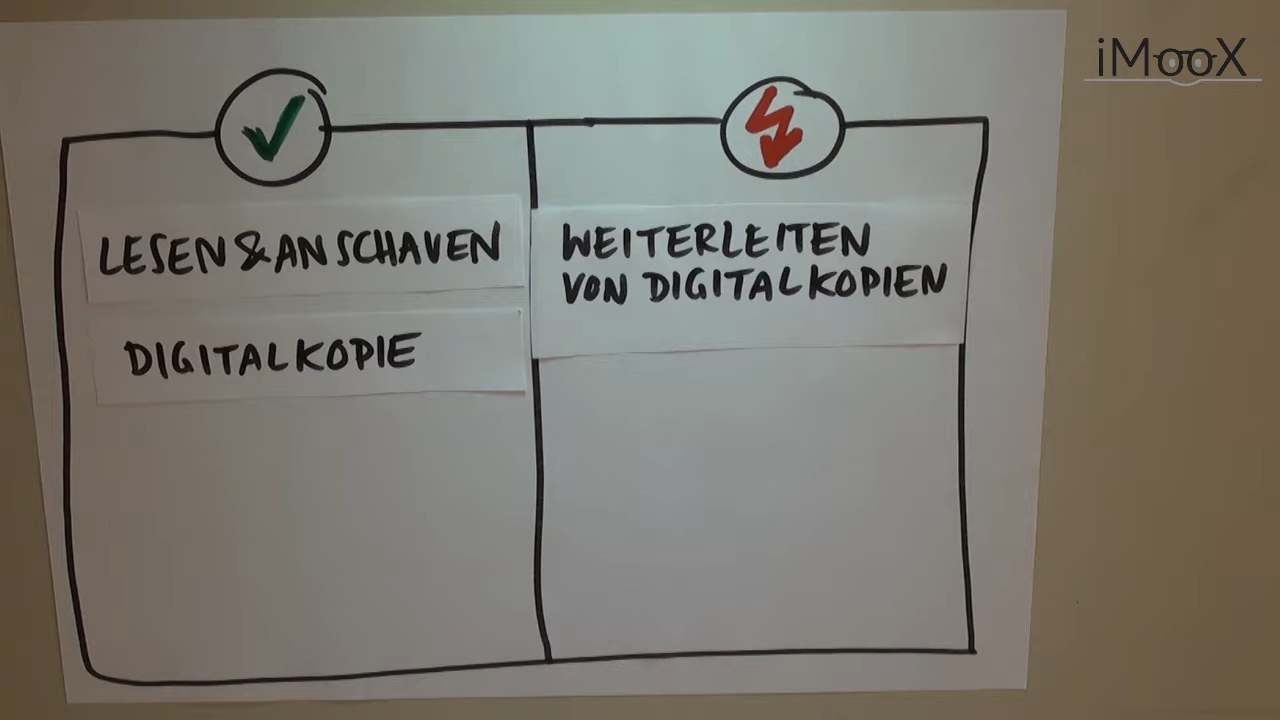 iMooX
LESEN & ANSCHAUEN
DIGITALKOPIE
WEITERLEITEN
VON DIGITALKOPIEN